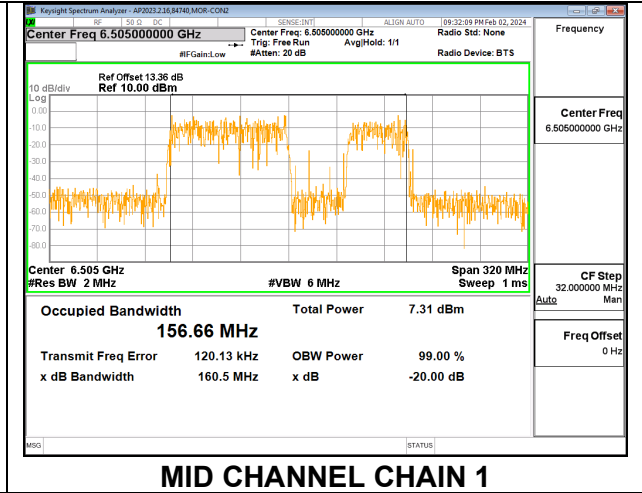 Keysight Spectrum Analyzer - AP2023.2.16,84740,MOR-CON2
RF 50 Ω DC SENSE:INT ALIGN AUTO 09:32:09 PM Feb 02, 2024
Center Freq 6.505000000 GHz
Center Freq: 6.505000000 GHz
Radio Std: None
Trig: Free Run Avg|Hold: 1/1
#IFGain:Low #Atten: 20 dB Radio Device: BTS
Frequency
Ref Offset 13.36 dB
10 dB/div Ref 10.00 dBm
Log
0.00
-10.0
-20.0
-30.0
-40.0
-50.0
-60.0
-70.0
-80.0
Center 6.505 GHz Span 320 MHz
#Res BW 2 MHz #VBW 6 MHz Sweep 1 ms
Occupied Bandwidth Total Power 7.31 dBm
156.66 MHz
Transmit Freq Error 120.13 kHz OBW Power 99.00 %
x dB Bandwidth 160.5 MHz x dB -20.00 dB
Center Freq
6.505000000 GHz
CF Step
32.000000 MHz
Auto Man
Freq Offset
0 Hz
MSG STATUS
MID CHANNEL CHAIN 1